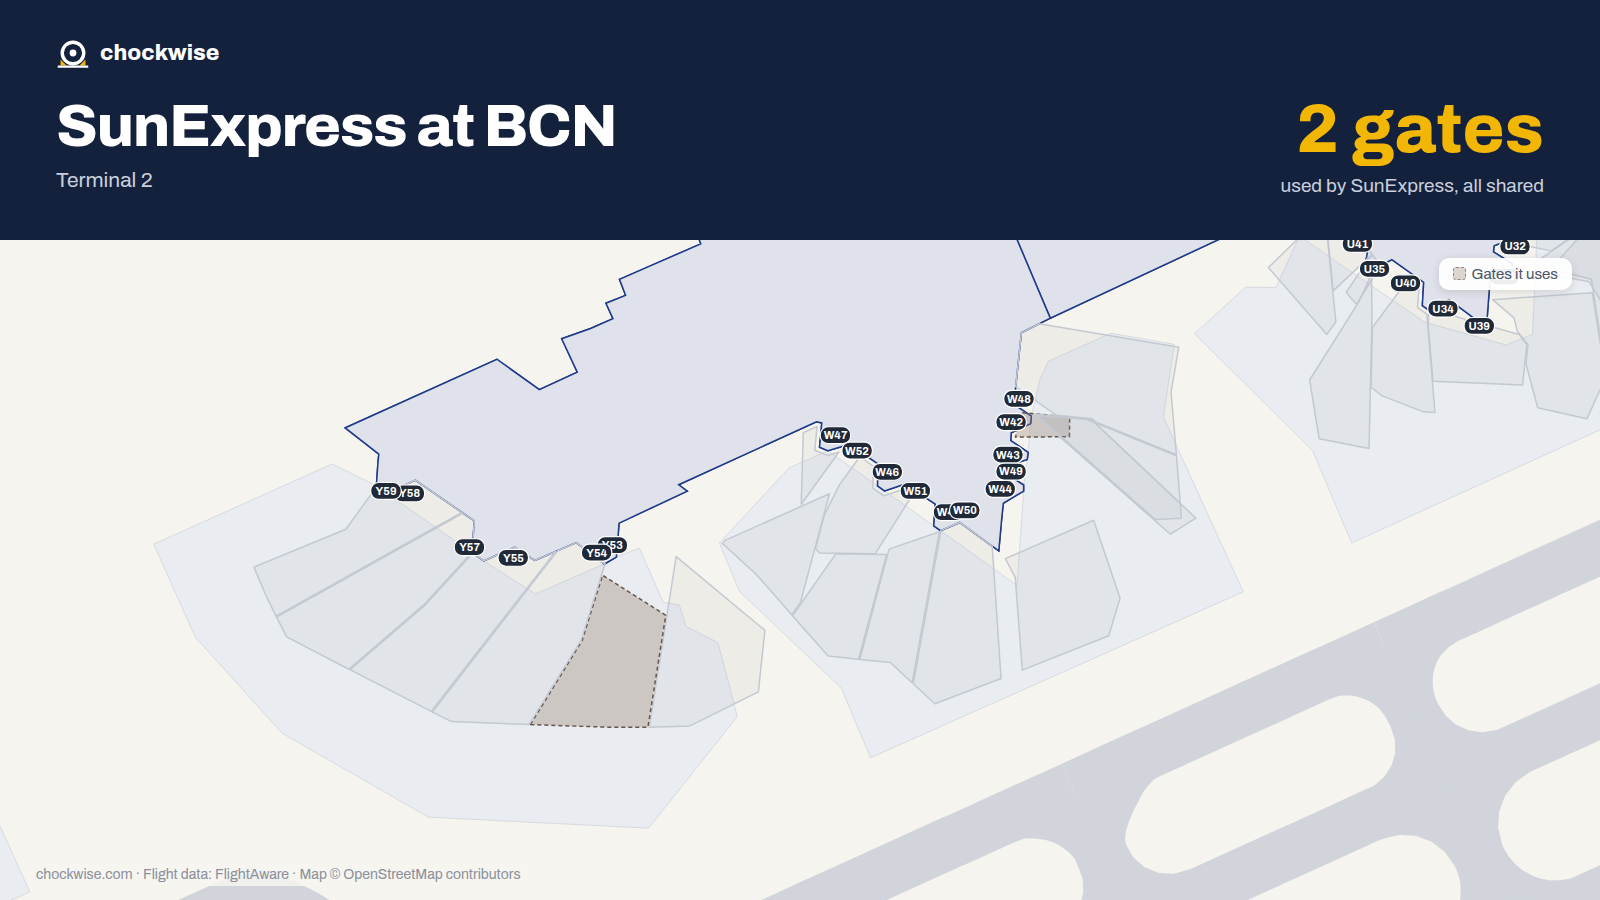 chockwise
SunExpress at BCN
Terminal 2
2 gates
used by SunExpress, all shared
U41
U32
U35
Gates it uses
U40
U34
U39
W48
W42
W47
W52
W43
W46
W49
W44
W51
W50
Y59
Y58
Y57
Y55
Y54
Y53
chockwise.com · Flight data: FlightAware · Map © OpenStreetMap contributors